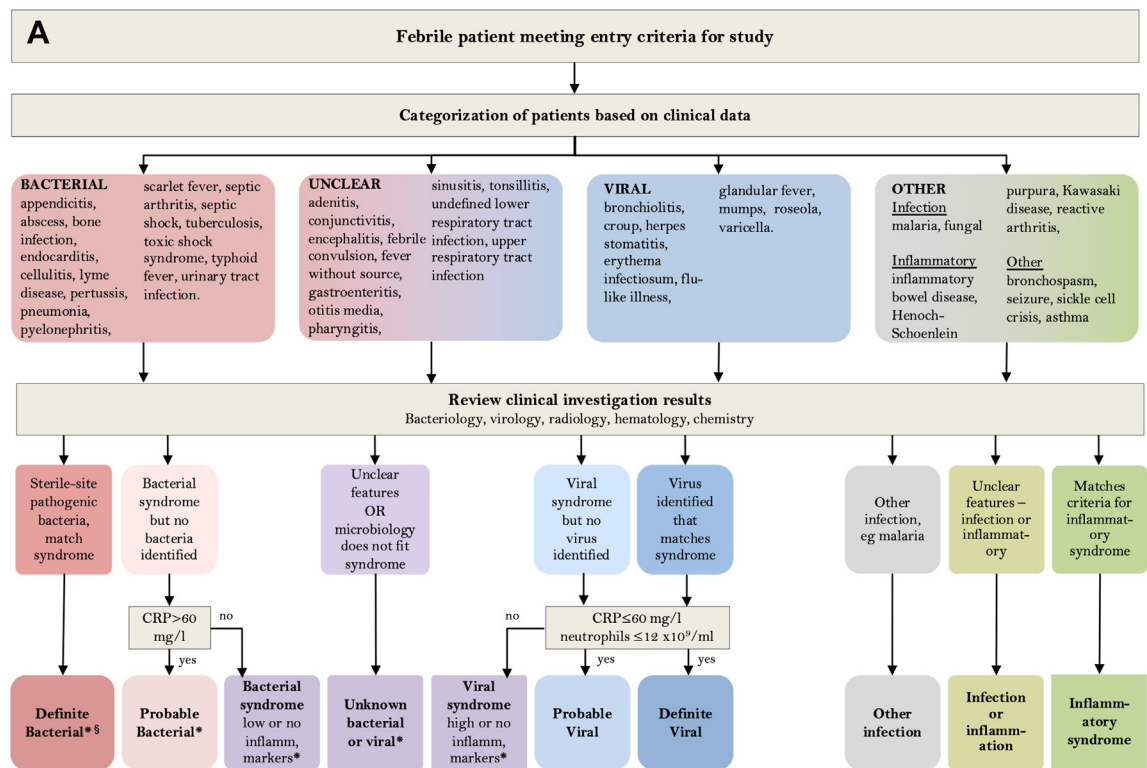 A
Febrile patient meeting entry criteria for study
Categorization of patients based on clinical data
BACTERIAL
appendicitis,
abscess, bone
infection,
endocarditis,
cellulitis, lyme
disease, pertussis,
pneumonia,
pyelonephritis,
scarlet fever, septic
arthritis, septic
shock, tuberculosis,
toxic shock
syndrome, typhoid
fever, urinary tract
infection.
UNCLEAR
adenitis,
conjunctivitis,
encephalitis, febrile
convulsion, fever
without source,
gastroenteritis,
otitis media,
pharyngitis,
sinusitis, tonsillitis,
undefined lower
respiratory tract
infection, upper
respiratory tract
infection
VIRAL
bronchiolitis,
croup, herpes
stomatitis,
erythema
infectiosum, flu-
like illness,
glandular fever,
mumps, roseola,
varicella.
OTHER
Infection
malaria, fungal
Inflammatory
inflammatory
bowel disease,
Henoch-
Schoenlein
purpura, Kawasaki
disease, reactive
arthritis,
Other
bronchospasm,
seizure, sickle cell
crisis, asthma
Review clinical investigation results
Bacteriology, virology, radiology, hematology, chemistry
Sterile-site
pathogenic
bacteria,
match
syndrome
Bacterial
syndrome
but no
bacteria
identified
Unclear
features
OR
microbiology
does not fit
syndrome
Viral
syndrome
but no
virus
identified
Virus
identified
that
matches
syndrome
Other
infection,
eg malaria
Unclear
features –
infection or
inflammat-
ory
Matches
criteria for
inflammat-
ory
syndrome
CRP>60
mg/l
no
yes
no
CRP≤60 mg/l
neutrophils ≤12 x10⁹/ml
yes
yes
Definite
Bacterial*§
Probable
Bacterial*
Bacterial
syndrome
low or no
inflamm,
markers*
Unknown
bacterial
or viral*
Viral
syndrome
high or no
inflamm,
markers*
Probable
Viral
Definite
Viral
Other
infection
Infection
or
inflamm-
ation
Inflamm-
atory
syndrome